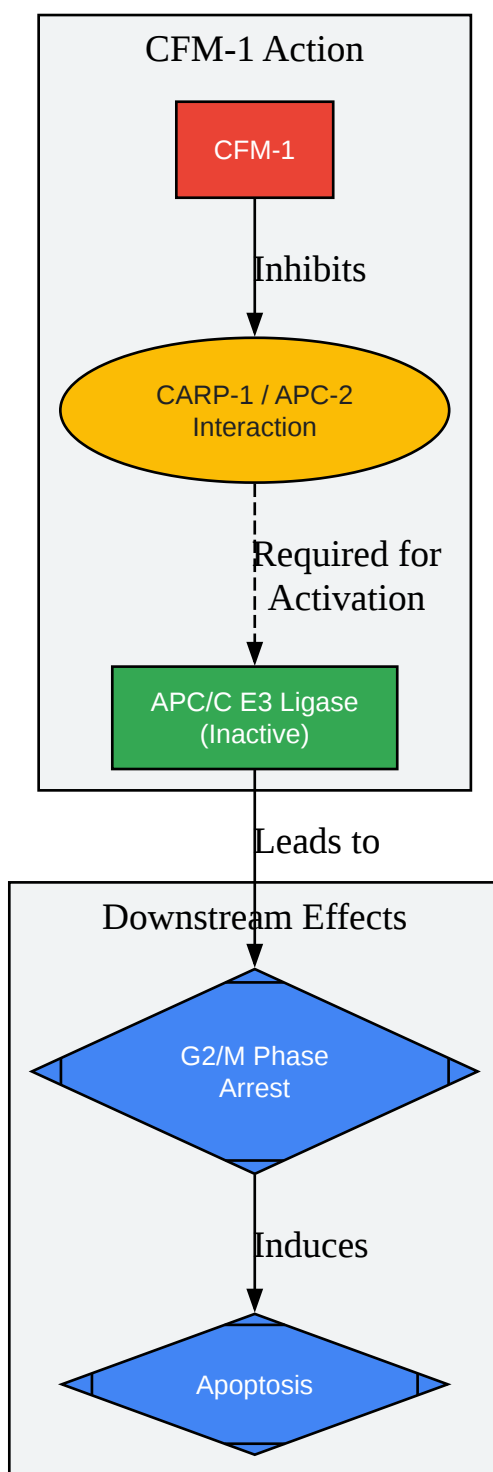 CFM-1 Action
CFM-1
Inhibits
CARP-1 / APC-2
Interaction
Required for
Activation
APC/C E3 Ligase
(Inactive)
Leads to
Downstream Effects
G2/M Phase
Arrest
Induces
Apoptosis